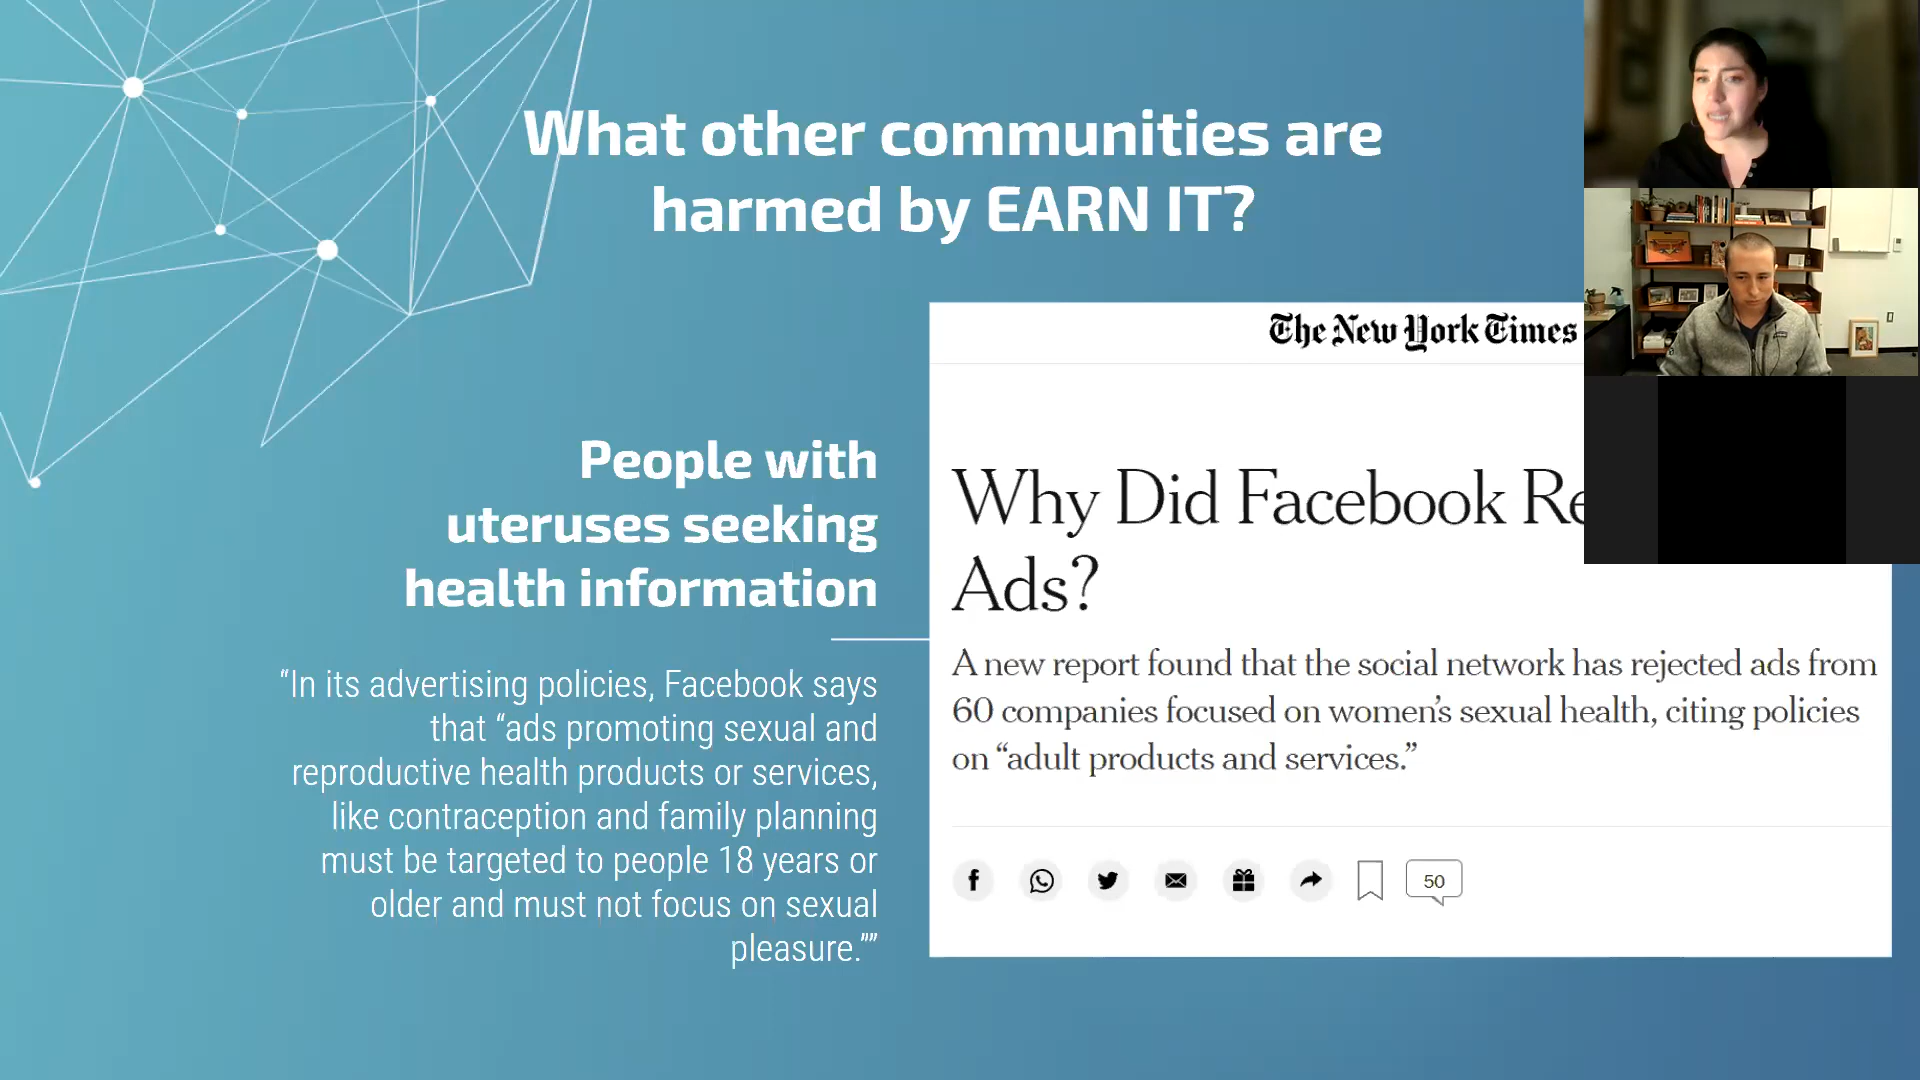 What other communities are
harmed by EARN IT?
People with
uteruses seeking
health information
“In its advertising policies, Facebook says
that “ads promoting sexual and
reproductive health products or services,
like contraception and family planning
must be targeted to people 18 years or
older and must not focus on sexual
pleasure.””
The New York Times
Why Did Facebook Re
Ads?
A new report found that the social network has rejected ads from
60 companies focused on women’s sexual health, citing policies
on “adult products and services.”
50